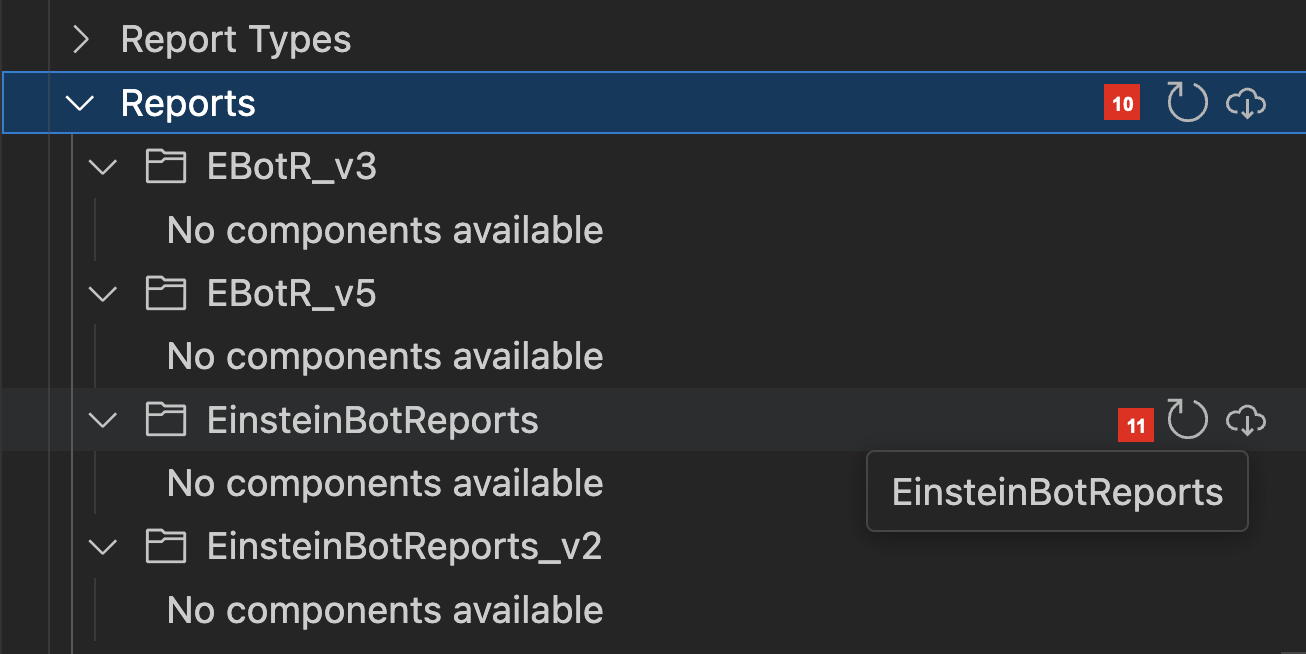 Report Types
Reports 10
EBotR_v3
No components available
EBotR_v5
No components available
EinsteinBotReports 11
No components available
EinsteinBotReports
EinsteinBotReports_v2
No components available